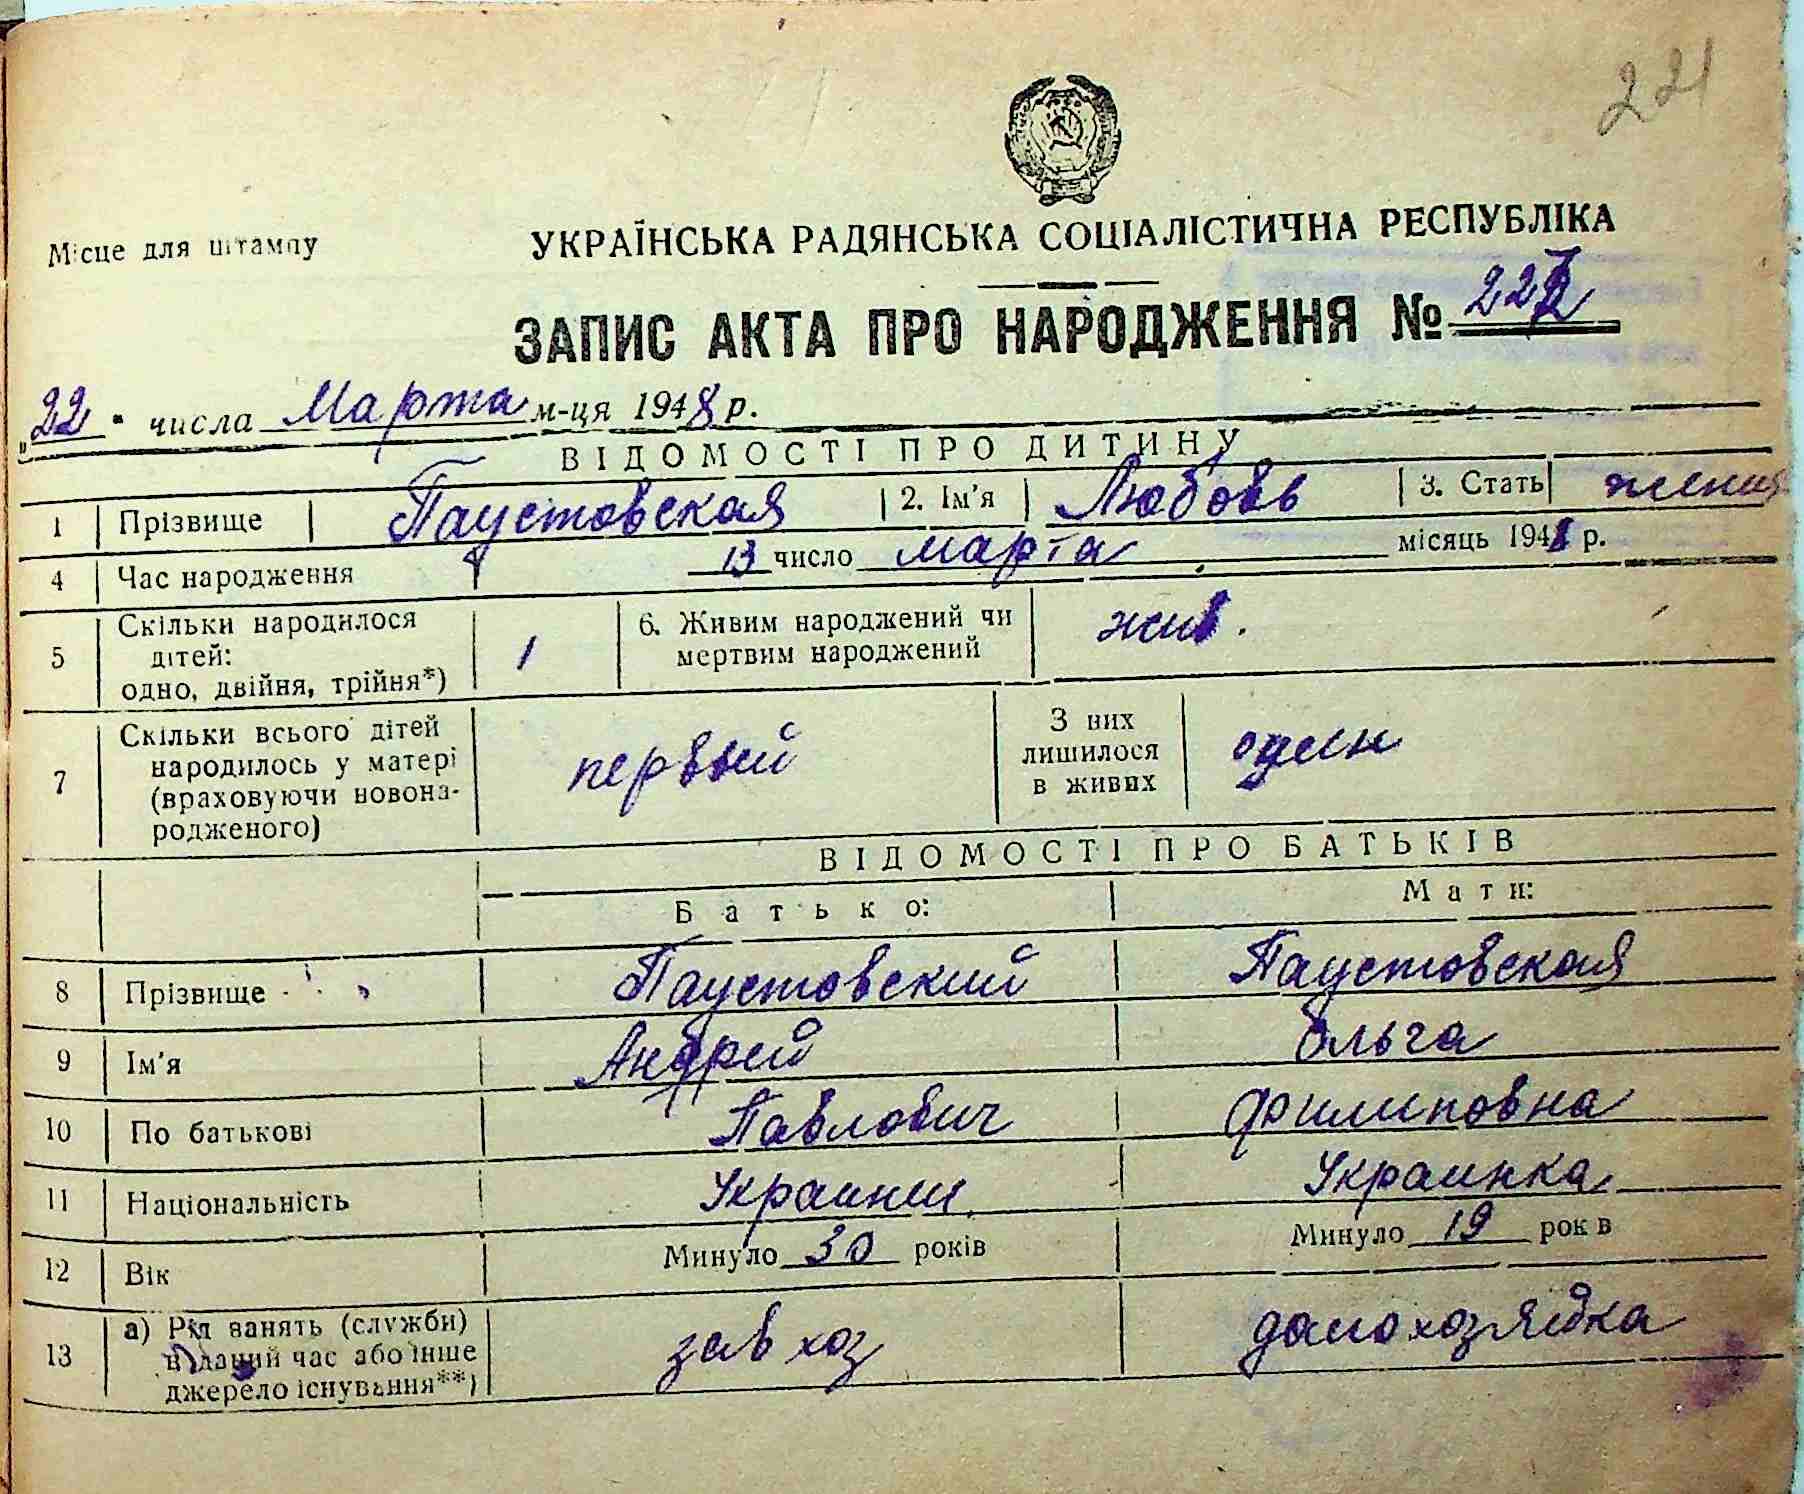 221
Місце для штампу
УКРАЇНСЬКА РАДЯНСЬКА СОЦІАЛІСТИЧНА РЕСПУБЛІКА
ЗАПИС АКТА ПРО НАРОДЖЕННЯ №
„22" числа Марта м-ця 1948 р.
ВІДОМОСТІ ПРО ДИТИНУ
1 Прізвище Паустовская 2. Ім'я Любовь 3. Стать
4 Час народження 13 число марта місяць 1948 р.
5 Скільки народилося дітей: одно, двійня, трійня*) 1 6. Живим народжений чи мертвим народжений жив.
7 Скільки всього дітей народилось у матері (враховуючи новонародженого) первый З них лишилося в живих один
ВІДОМОСТІ ПРО БАТЬКІВ
Батько: Мати:
8 Прізвище Паустовский Паустовская
9 Ім'я Андрей Ольга
10 По батькові Павлович Филиповна
11 Національність Украинец Украинка
12 Вік Минуло 30 років Минуло 19 років
13 а) Рід занять (служби) в даний час або інше джерело існування**) завхоз домохозяйка